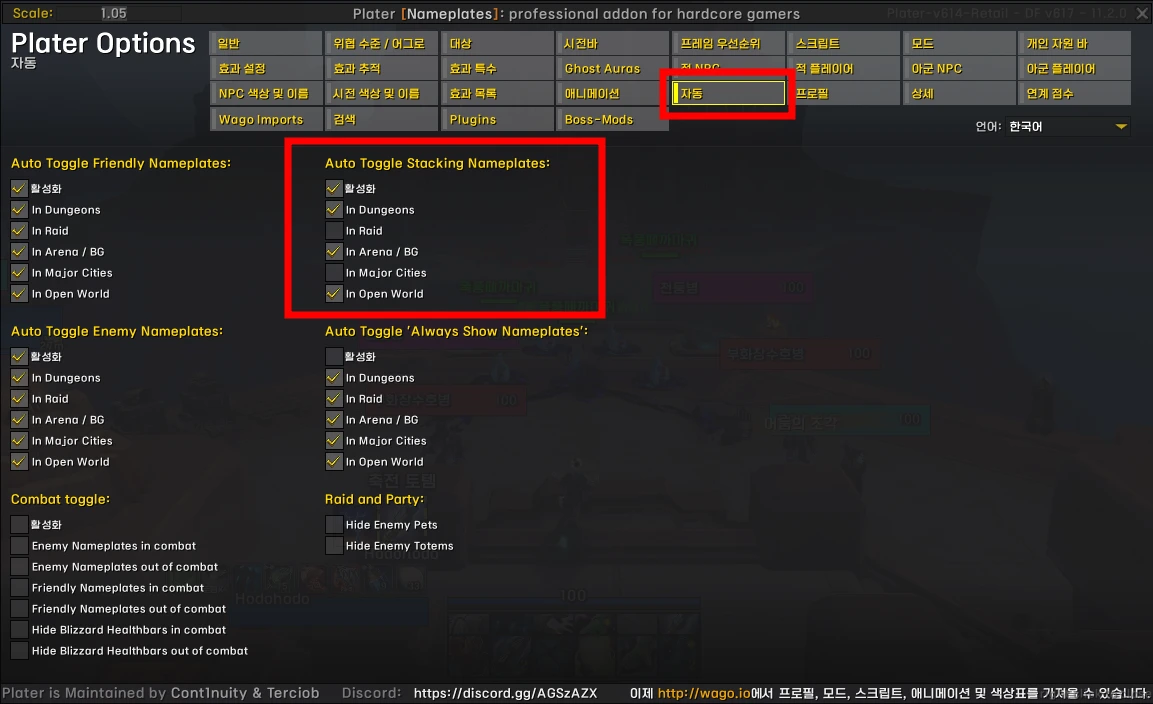 Scale: 1.05 Plater [Nameplates]: professional addon for hardcore gamers Plater-v614-Retail - DF v617 - 11.2.0
Plater Options
자동
일반 위협 수준 / 어그로 대상 시전바 프레임 우선순위 스크립트 모드 개인 자원 바
효과 설정 효과 추적 효과 특수 Ghost Auras 적 NPC 적 플레이어 아군 NPC 아군 플레이어
NPC 색상 및 이름 시전 색상 및 이름 효과 목록 애니메이션 자동 프로필 상세 연계 점수
Wago Imports 검색 Plugins Boss-Mods
언어: 한국어
Auto Toggle Friendly Nameplates:
활성화
In Dungeons
In Raid
In Arena / BG
In Major Cities
In Open World
Auto Toggle Stacking Nameplates:
활성화
In Dungeons
In Raid
In Arena / BG
In Major Cities
In Open World
Auto Toggle Enemy Nameplates:
활성화
In Dungeons
In Raid
In Arena / BG
In Major Cities
In Open World
Auto Toggle 'Always Show Nameplates':
활성화
In Dungeons
In Raid
In Arena / BG
In Major Cities
In Open World
Combat toggle:
활성화
Enemy Nameplates in combat
Enemy Nameplates out of combat
Friendly Nameplates in combat
Friendly Nameplates out of combat
Hide Blizzard Healthbars in combat
Hide Blizzard Healthbars out of combat
Raid and Party:
Hide Enemy Pets
Hide Enemy Totems
100
100
100
어둠의 조각
축전 토템
Hodohodo
Hodohodo
100
Plater is Maintained by Cont1nuity & Terciob Discord: https://discord.gg/AGSzAZX 이제 http://wago.io에서 프로필, 모드, 스크립트, 애니메이션 및 색상표를 가져올 수 있습니다.